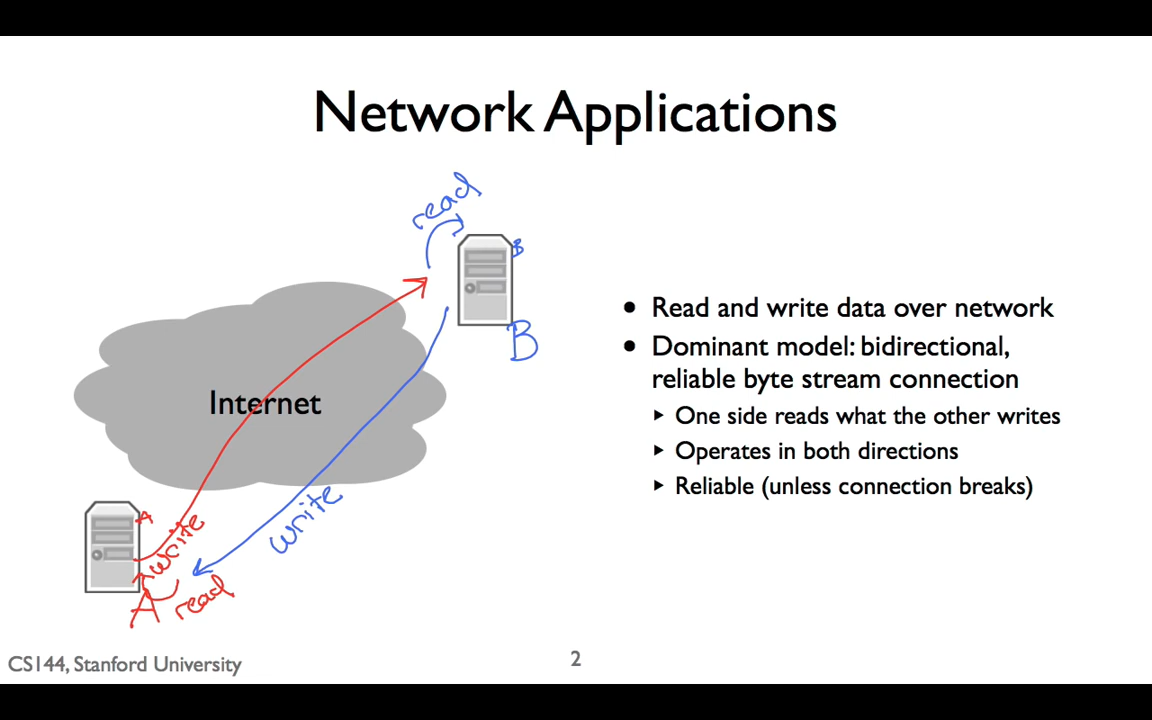 Network Applications
read
B
B
Internet
A
write
write
A
read
• Read and write data over network
• Dominant model: bidirectional,
reliable byte stream connection
▸ One side reads what the other writes
▸ Operates in both directions
▸ Reliable (unless connection breaks)
CS144, Stanford University
2